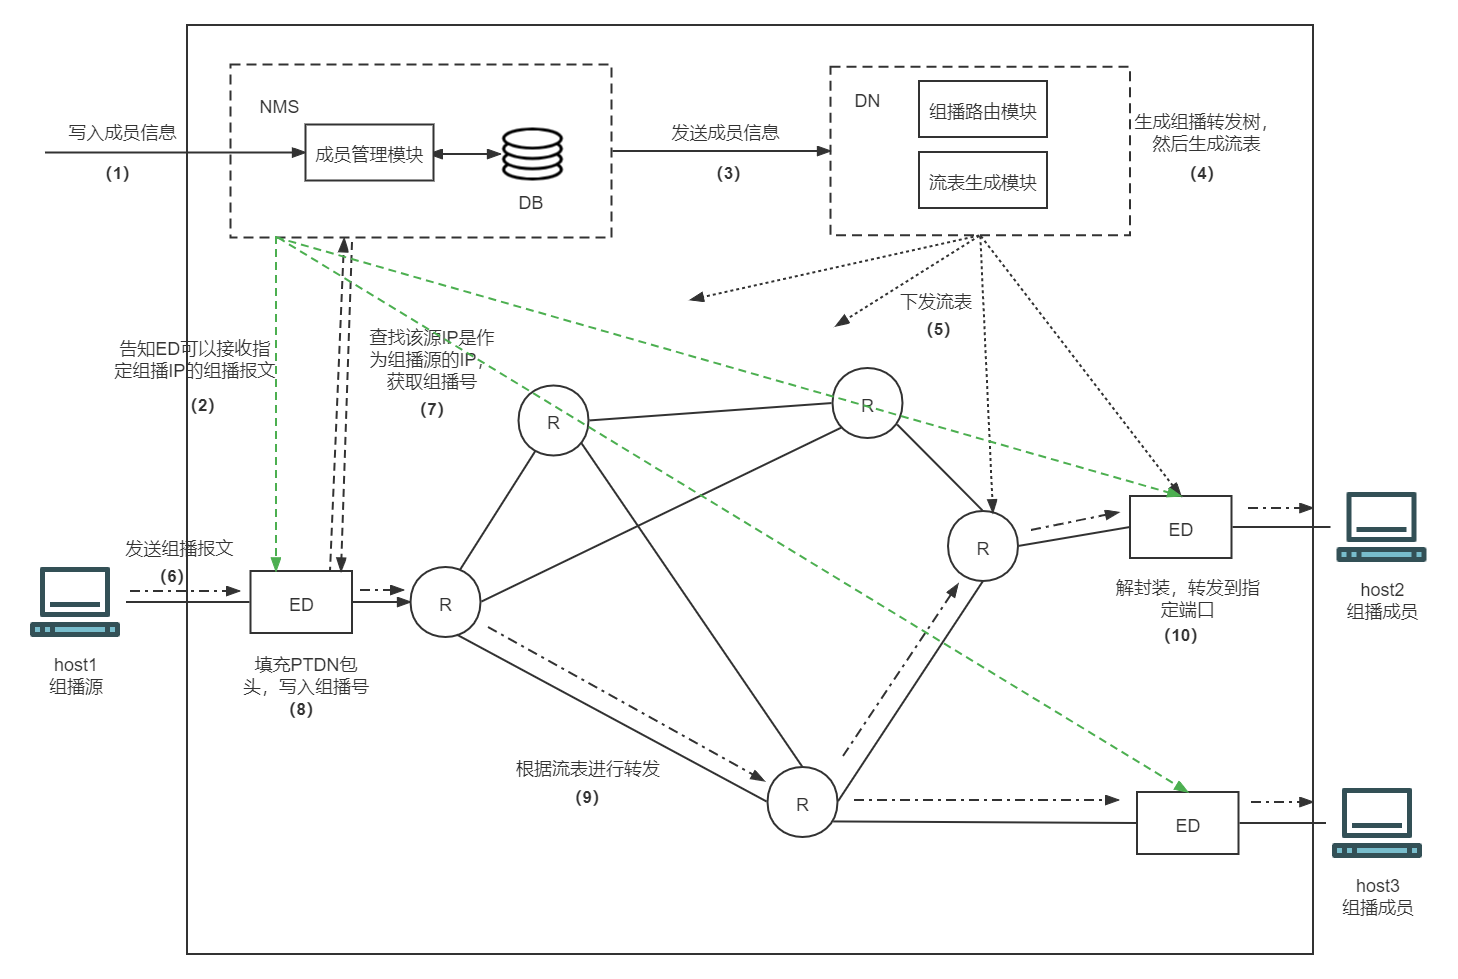 NMS
写入成员信息
（1）
成员管理模块
DB
发送成员信息
（3）
DN
组播路由模块
流表生成模块
生成组播转发树，
然后生成流表
（4）
告知ED可以接收指
定组播IP的组播报文
（2）
查找该源IP是作
为组播源的IP，
获取组播号
（7）
下发流表
（5）
R
R
R
R
R
发送组播报文
（6）
ED
host1
组播源
填充PTDN包
头，写入组播号
（8）
根据流表进行转发
（9）
ED
解封装，转发到指
定端口
（10）
host2
组播成员
ED
host3
组播成员